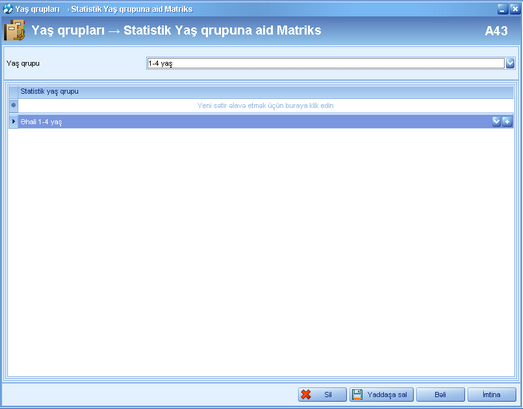 Yaş qrupları → Statistik Yaş qrupuna aid Matriks
Yaş qrupları → Statistik Yaş qrupuna aid Matriks
A43
Yaş qrupu
1-4 yaş
Statistik yaş qrupu
Yeni sətir əlavə etmək üçün buraya klik edin
Əhali 1-4 yaş
Sil
Yaddaşa sal
Bəli
İmtina